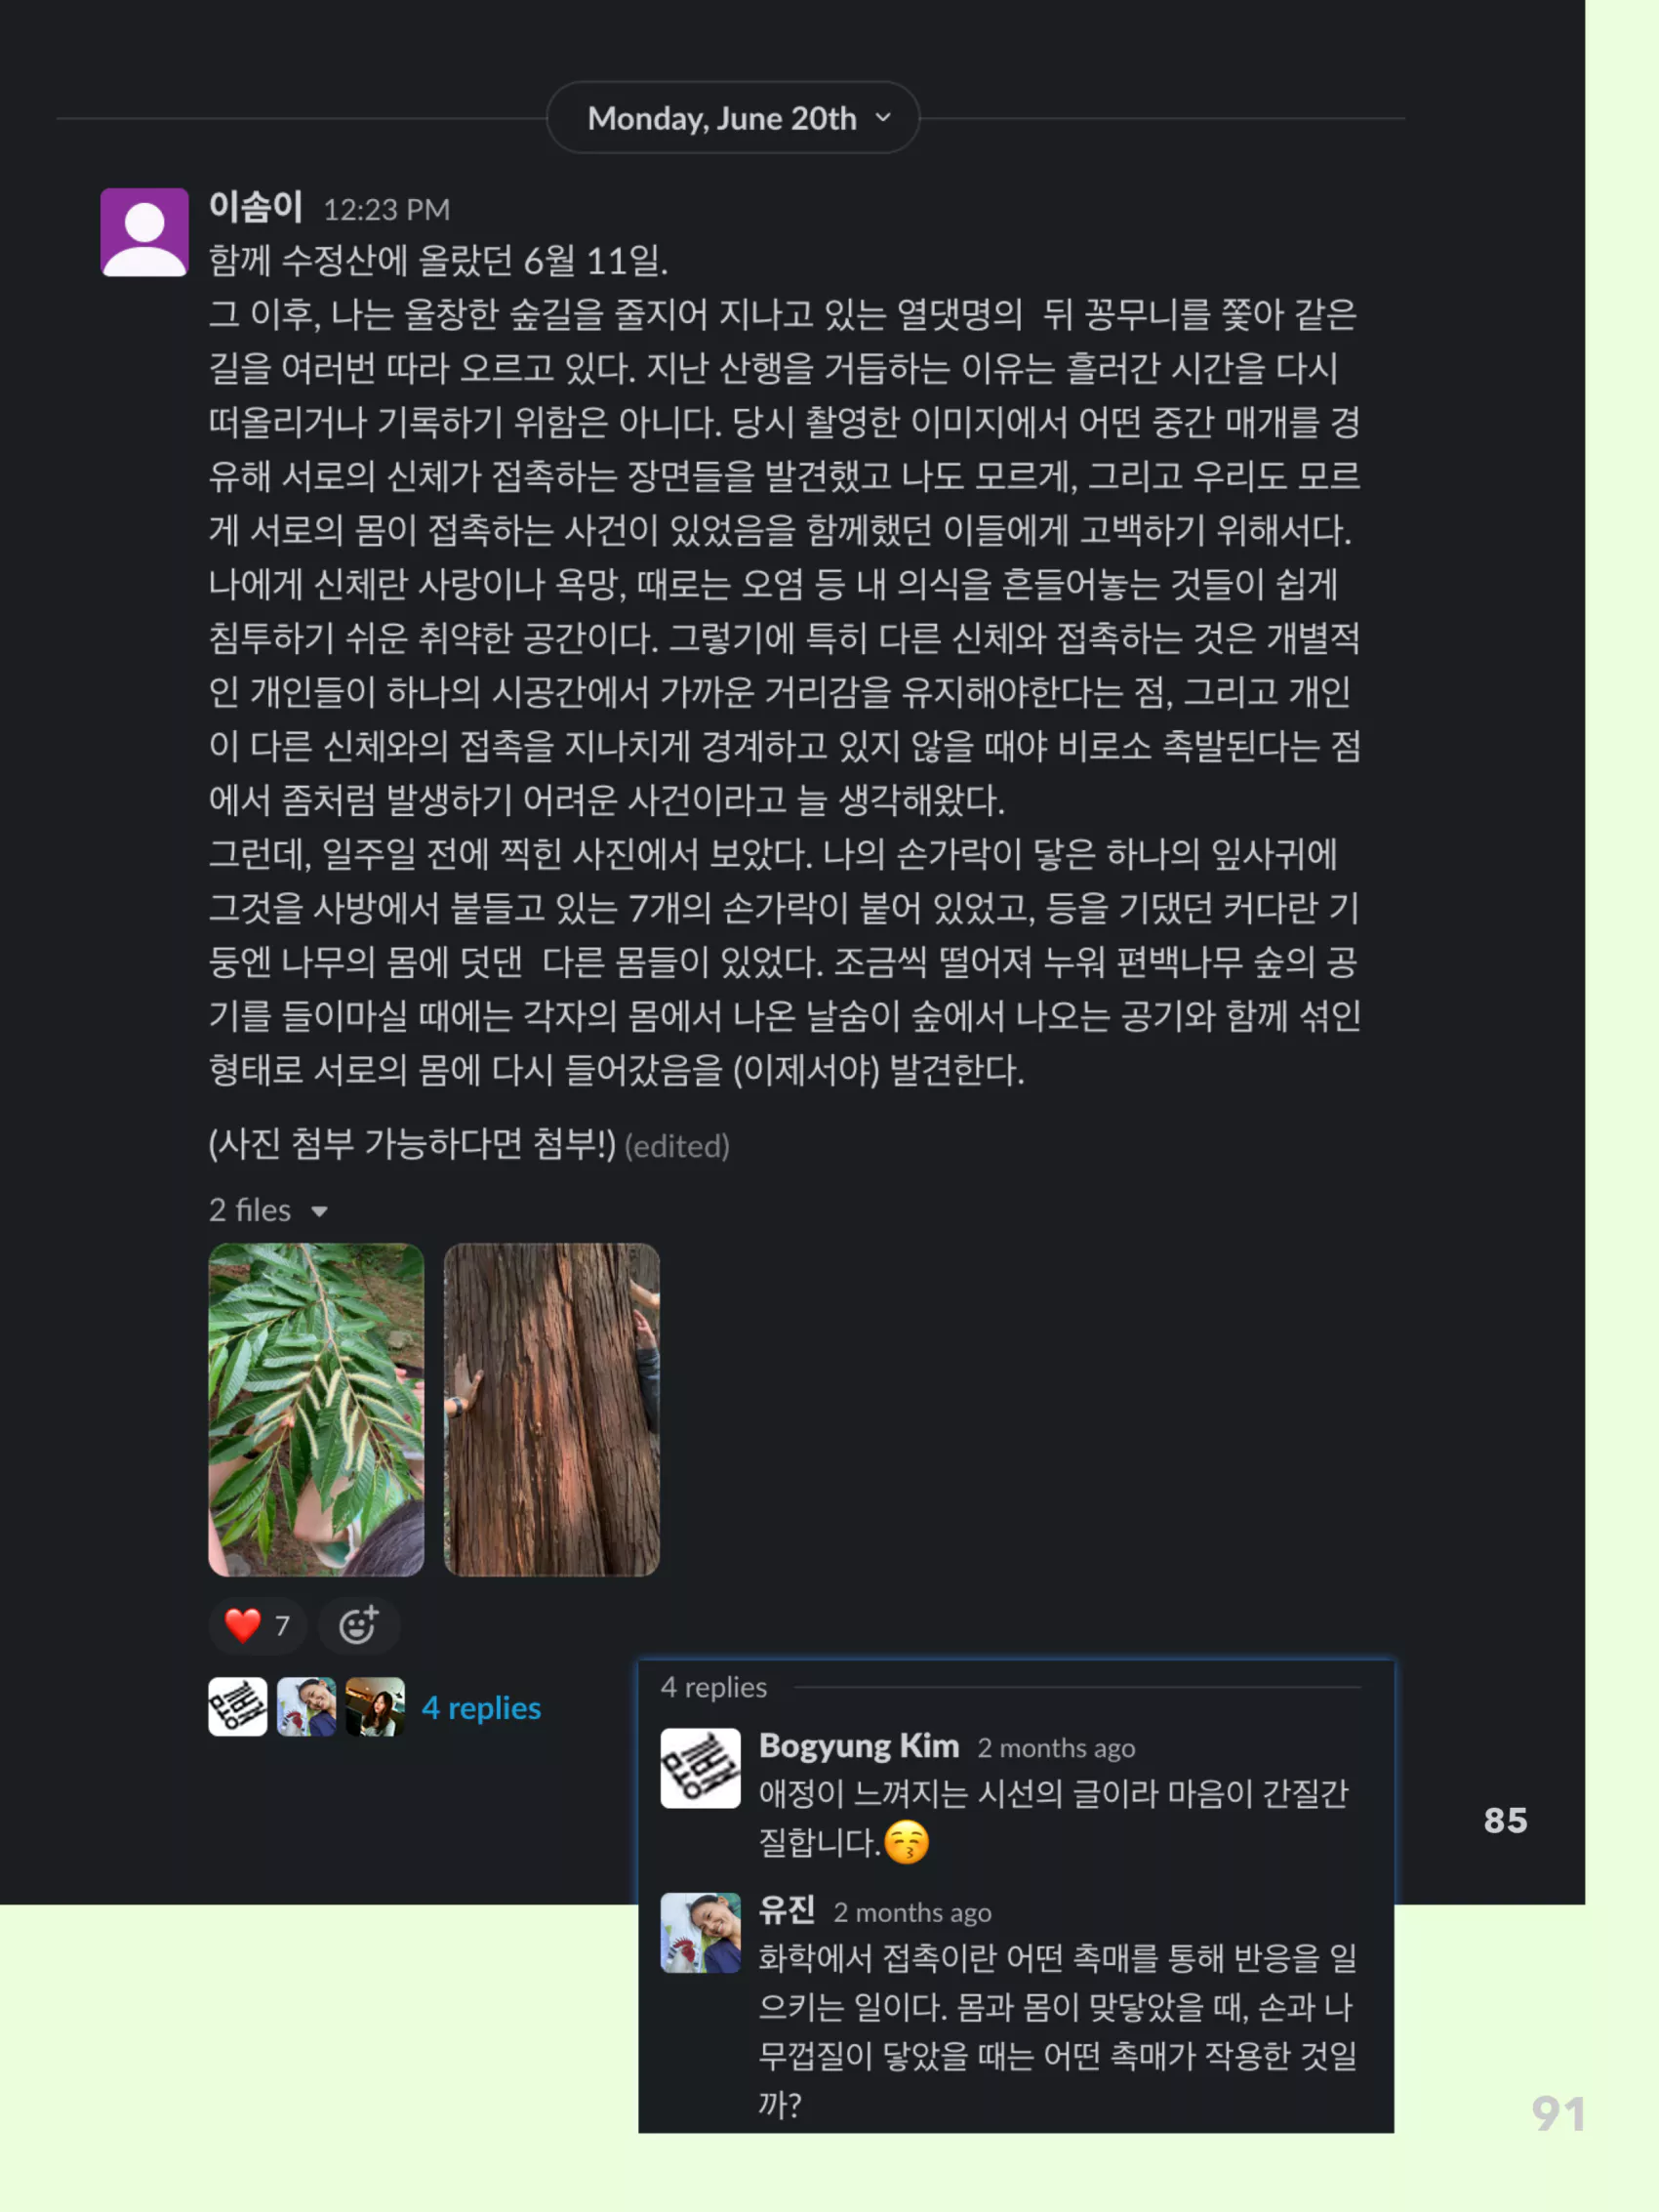 Monday, June 20th
이솜이 12:23 PM
함께 수정산에 올랐던 6월 11일.
그 이후, 나는 울창한 숲길을 줄지어 지나고 있는 열댓명의 뒤 꽁무니를 쫓아 같은
길을 여러번 따라 오르고 있다. 지난 산행을 거듭하는 이유는 흘러간 시간을 다시
떠올리거나 기록하기 위함은 아니다. 당시 촬영한 이미지에서 어떤 중간 매개를 경
유해 서로의 신체가 접촉하는 장면들을 발견했고 나도 모르게, 그리고 우리도 모르
게 서로의 몸이 접촉하는 사건이 있었음을 함께했던 이들에게 고백하기 위해서다.
나에게 신체란 사랑이나 욕망, 때로는 오염 등 내 의식을 흔들어놓는 것들이 쉽게
침투하기 쉬운 취약한 공간이다. 그렇기에 특히 다른 신체와 접촉하는 것은 개별적
인 개인들이 하나의 시공간에서 가까운 거리감을 유지해야한다는 점, 그리고 개인
이 다른 신체와의 접촉을 지나치게 경계하고 있지 않을 때야 비로소 촉발된다는 점
에서 좀처럼 발생하기 어려운 사건이라고 늘 생각해왔다.
그런데, 일주일 전에 찍힌 사진에서 보았다. 나의 손가락이 닿은 하나의 잎사귀에
그것을 사방에서 붙들고 있는 7개의 손가락이 붙어 있었고, 등을 기댔던 커다란 기
둥엔 나무의 몸에 덧댄 다른 몸들이 있었다. 조금씩 떨어져 누워 편백나무 숲의 공
기를 들이마실 때에는 각자의 몸에서 나온 날숨이 숲에서 나오는 공기와 함께 섞인
형태로 서로의 몸에 다시 들어갔음을 (이제서야) 발견한다.
(사진 첨부 가능하다면 첨부!) (edited)
2 files
7
4 replies
4 replies
Bogyung Kim 2 months ago
애정이 느껴지는 시선의 글이라 마음이 간질간
질합니다.😚
85
유진 2 months ago
화학에서 접촉이란 어떤 촉매를 통해 반응을 일
으키는 일이다. 몸과 몸이 맞닿았을 때, 손과 나
무껍질이 닿았을 때는 어떤 촉매가 작용한 것일
까?
91